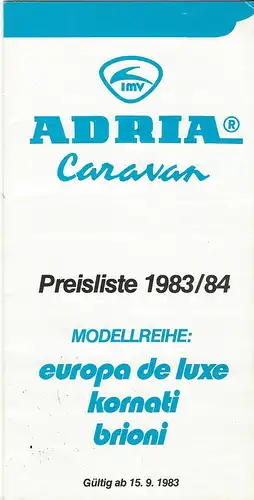 imv
ADRIA®
Caravan
Preisliste 1983/84
MODELLREIHE:
europa de luxe
kornati
brioni
Gültig ab 15. 9. 1983